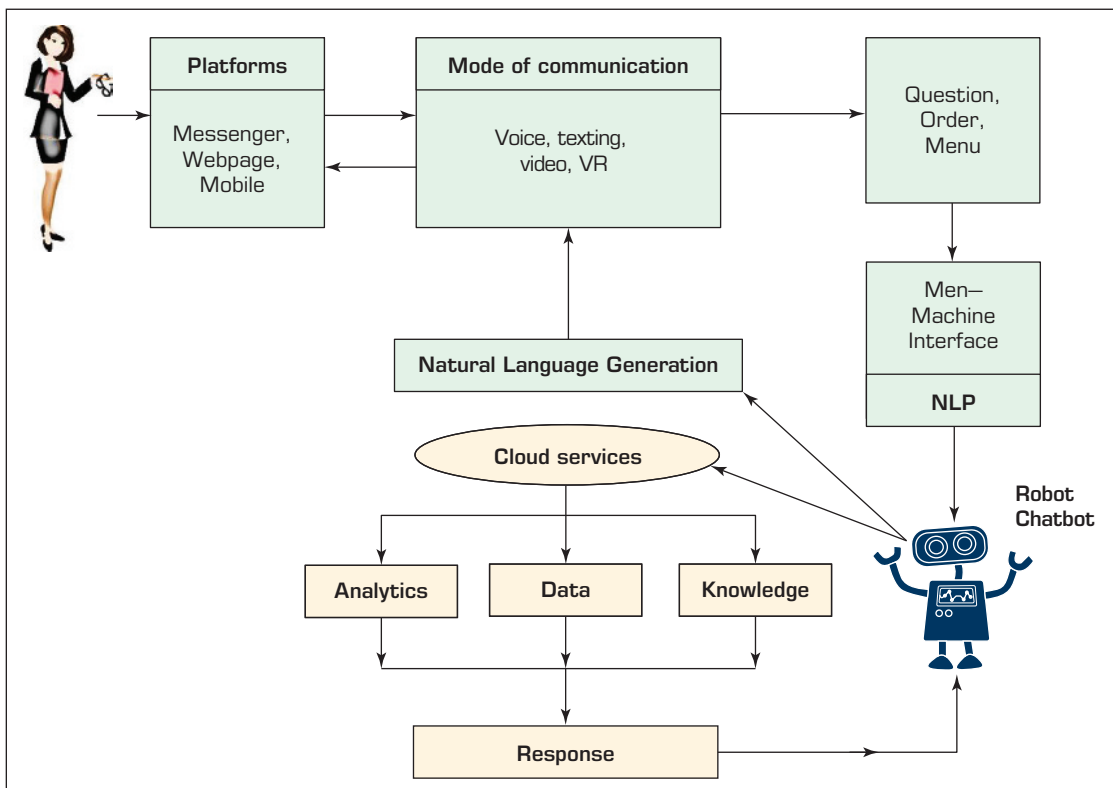 Platforms
Messenger,
Webpage,
Mobile
Mode of communication
Voice, texting,
video, VR
Question,
Order,
Menu
Men–
Machine
Interface
NLP
Natural Language Generation
Cloud services
Robot
Chatbot
Analytics
Data
Knowledge
Response